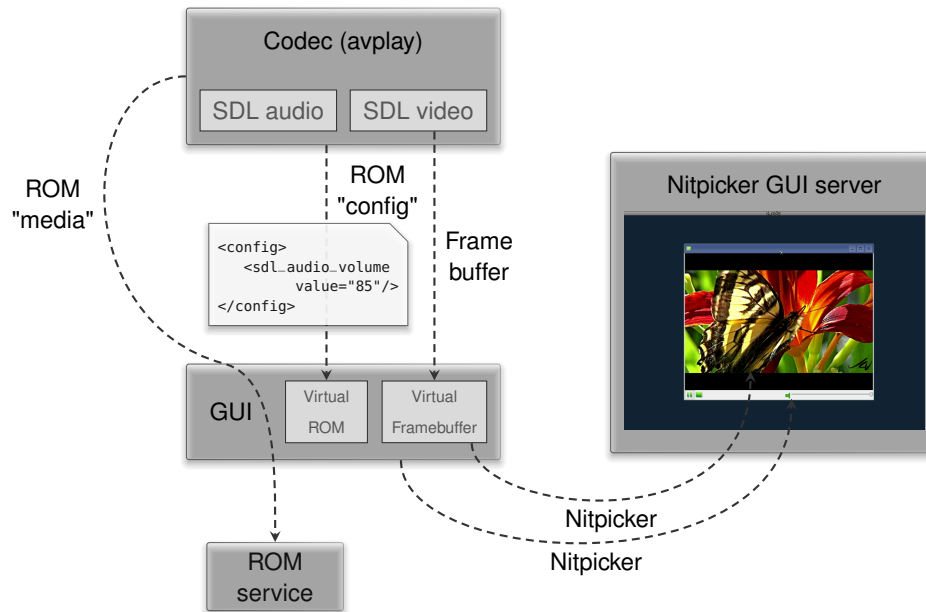 Codec (avplay)
SDL audio
SDL video
ROM
"media"
ROM
"config"
<config>
<sdl_audio_volume
value="85"/>
</config>
Frame
buffer
Nitpicker GUI server
GUI
Virtual
ROM
Virtual
Framebuffer
Nitpicker
Nitpicker
ROM
service